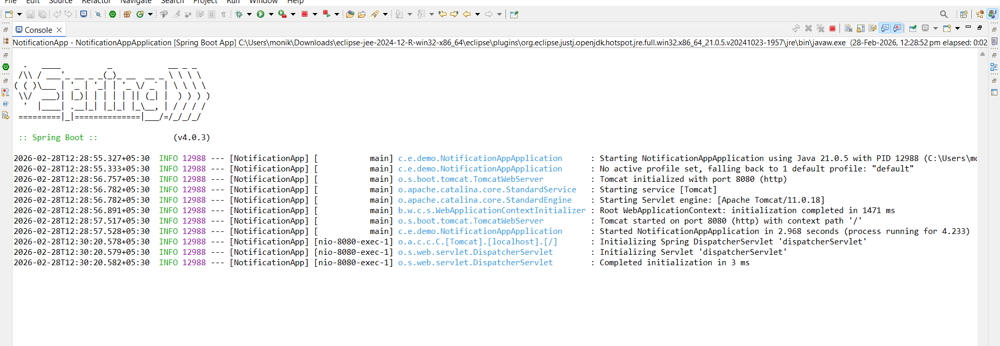 File Edit Source Refactor Navigate Search Project Run Window Help
Console
NotificationApp - NotificationAppApplication [Spring Boot App] C:\Users\monik\Downloads\eclipse-jee-2024-12-R-win32-x86_64\eclipse\plugins\org.eclipse.justj.openjdk.hotspot.jre.full.win32.x86_64_21.0.5.v20241023-1957\jre\bin\javaw.exe (28-Feb-2026, 12:28:52 pm elapsed: 0:02
Spring
:: Spring Boot :: (v4.0.3)
2026-02-28T12:28:55.327+05:30 INFO 12988 --- [NotificationApp] [ main] c.e.demo.NotificationAppApplication : Starting NotificationAppApplication using Java 21.0.5 with PID 12988 (C:\Users\mo
2026-02-28T12:28:55.333+05:30 INFO 12988 --- [NotificationApp] [ main] c.e.demo.NotificationAppApplication : No active profile set, falling back to 1 default profile: "default"
2026-02-28T12:28:56.757+05:30 INFO 12988 --- [NotificationApp] [ main] o.s.boot.tomcat.TomcatWebServer : Tomcat initialized with port 8080 (http)
2026-02-28T12:28:56.782+05:30 INFO 12988 --- [NotificationApp] [ main] o.apache.catalina.core.StandardService : Starting service [Tomcat]
2026-02-28T12:28:56.782+05:30 INFO 12988 --- [NotificationApp] [ main] o.apache.catalina.core.StandardEngine : Starting Servlet engine: [Apache Tomcat/11.0.18]
2026-02-28T12:28:56.891+05:30 INFO 12988 --- [NotificationApp] [ main] b.w.c.s.WebApplicationContextInitializer : Root WebApplicationContext: initialization completed in 1471 ms
2026-02-28T12:28:57.517+05:30 INFO 12988 --- [NotificationApp] [ main] o.s.boot.tomcat.TomcatWebServer : Tomcat started on port 8080 (http) with context path '/'
2026-02-28T12:28:57.528+05:30 INFO 12988 --- [NotificationApp] [ main] c.e.demo.NotificationAppApplication : Started NotificationAppApplication in 2.968 seconds (process running for 4.233)
2026-02-28T12:30:20.578+05:30 INFO 12988 --- [NotificationApp] [nio-8080-exec-1] o.a.c.c.C.[Tomcat].[localhost].[/] : Initializing Spring DispatcherServlet 'dispatcherServlet'
2026-02-28T12:30:20.579+05:30 INFO 12988 --- [NotificationApp] [nio-8080-exec-1] o.s.web.servlet.DispatcherServlet : Initializing Servlet 'dispatcherServlet'
2026-02-28T12:30:20.582+05:30 INFO 12988 --- [NotificationApp] [nio-8080-exec-1] o.s.web.servlet.DispatcherServlet : Completed initialization in 3 ms